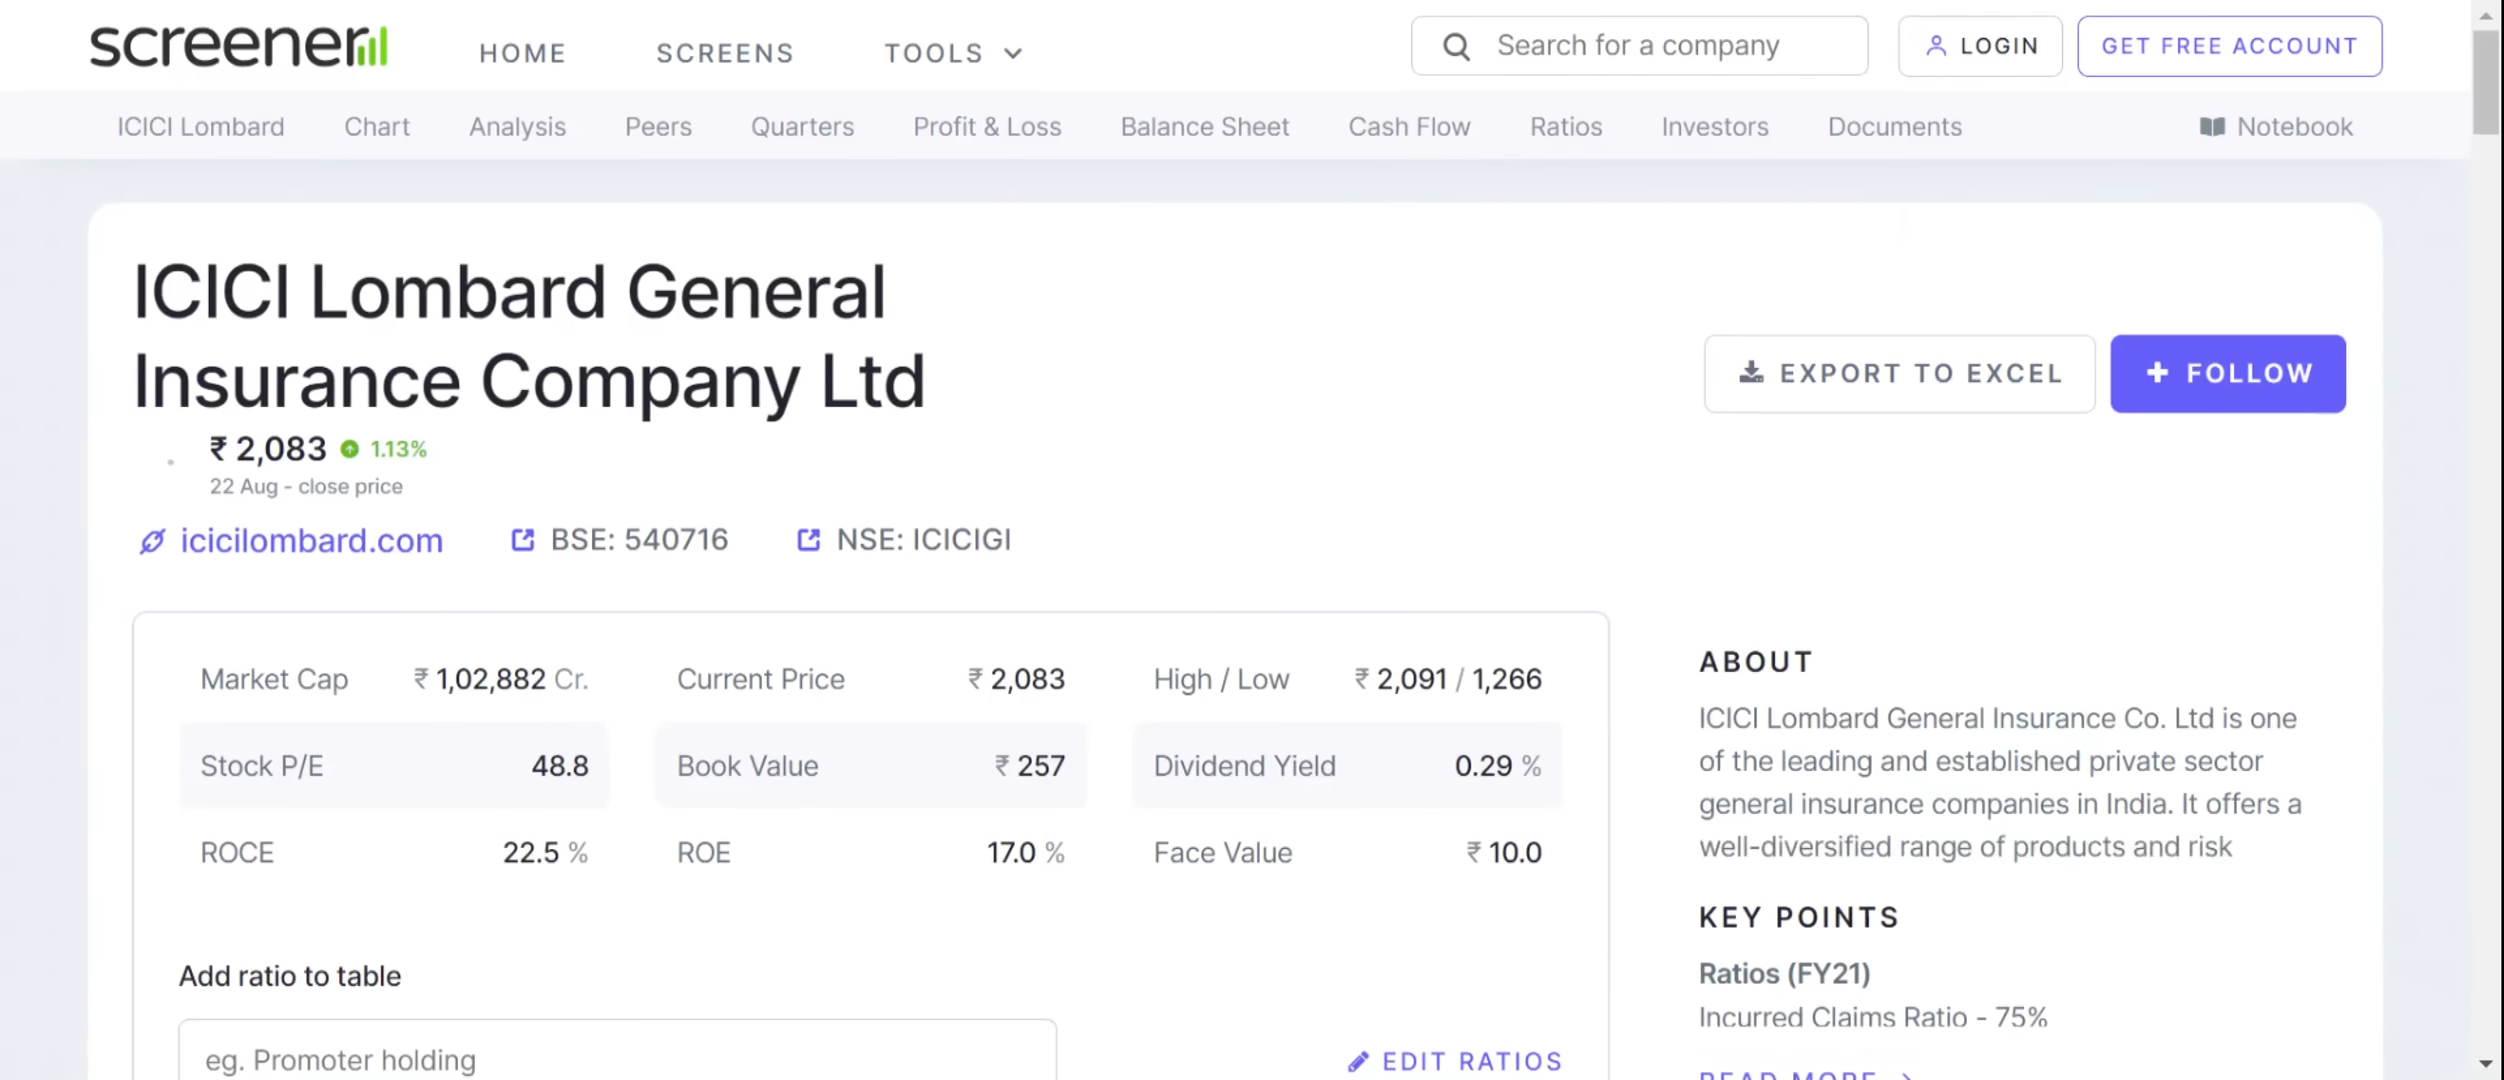 screener
HOME
SCREENS
TOOLS
Search for a company
LOGIN
GET FREE ACCOUNT
ICICI Lombard
Chart
Analysis
Peers
Quarters
Profit & Loss
Balance Sheet
Cash Flow
Ratios
Investors
Documents
Notebook
ICICI Lombard General
Insurance Company Ltd
₹ 2,083 1.13%
22 Aug - close price
EXPORT TO EXCEL
+ FOLLOW
icicilombard.com
BSE: 540716
NSE: ICICIGI
Market Cap ₹ 1,02,882 Cr.
Current Price ₹ 2,083
High / Low ₹ 2,091 / 1,266
Stock P/E 48.8
Book Value ₹ 257
Dividend Yield 0.29 %
ROCE 22.5 %
ROE 17.0 %
Face Value ₹ 10.0
Add ratio to table
eg. Promoter holding
EDIT RATIOS
ABOUT
ICICI Lombard General Insurance Co. Ltd is one
of the leading and established private sector
general insurance companies in India. It offers a
well-diversified range of products and risk
KEY POINTS
Ratios (FY21)
Incurred Claims Ratio - 75%
READ MORE